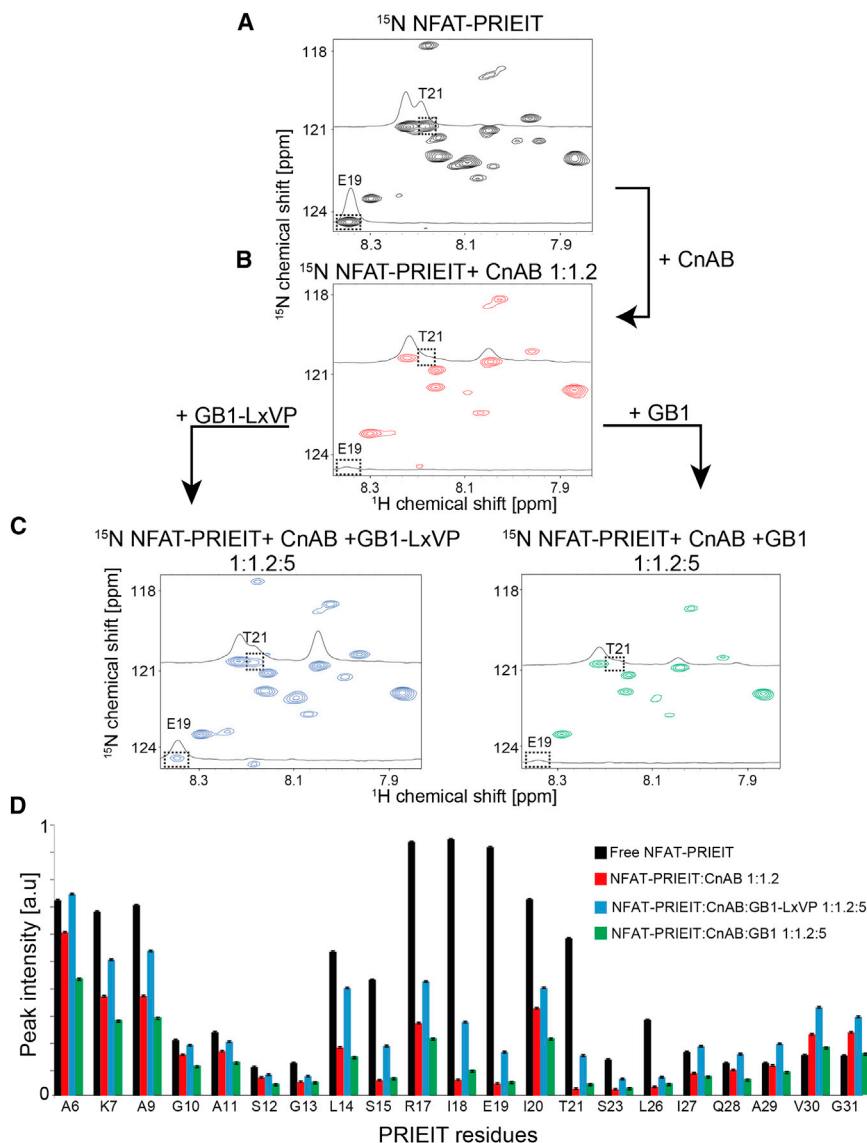 A
¹⁵N NFAT-PRIEIT
118
121
124
T21
E19
8.3 8.1 7.9
¹⁵N chemical shift [ppm]
+ CnAB
B
¹⁵N NFAT-PRIEIT+ CnAB 1:1.2
118
121
124
T21
E19
8.3 8.1 7.9
¹H chemical shift [ppm]
+ GB1-LxVP
+ GB1
C
¹⁵N NFAT-PRIEIT+ CnAB +GB1-LxVP
1:1.2:5
118
121
124
T21
E19
8.3 8.1 7.9
¹⁵N chemical shift [ppm]
¹⁵N NFAT-PRIEIT+ CnAB +GB1
1:1.2:5
T21
E19
8.3 8.1 7.9
¹H chemical shift [ppm]
D
1
0
Peak intensity [a.u]
Free NFAT-PRIEIT
NFAT-PRIEIT:CnAB 1:1.2
NFAT-PRIEIT:CnAB:GB1-LxVP 1:1.2:5
NFAT-PRIEIT:CnAB:GB1 1:1.2:5
A6 K7 A9 G10 A11 S12 G13 L14 S15 R17 I18 E19 I20 T21 S23 L26 I27 Q28 A29 V30 G31
PRIEIT residues